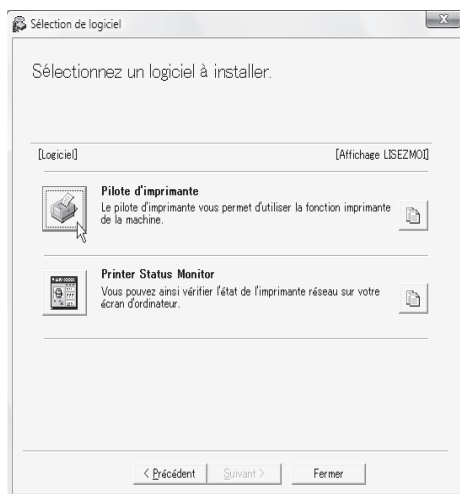 Sélection de logiciel
Sélectionnez un logiciel à installer.
[Logiciel] [Affichage LISEZMOI]
Pilote d'imprimante
Le pilote d'imprimante vous permet d'utiliser la fonction imprimante
de la machine.
Printer Status Monitor
Vous pouvez ainsi vérifier l'état de l'imprimante réseau sur votre
écran d'ordinateur.
< Précédent Suivant > Fermer